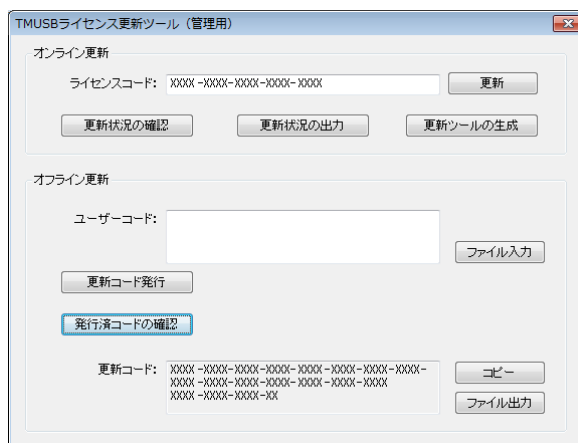 TMUSBライセンス更新ツール（管理用）
オンライン更新
ライセンスコード: XXXX-XXXX-XXXX-XXXX-XXXX 更新
更新状況の確認 更新状況の出力 更新ツールの生成
オフライン更新
ユーザーコード:
ファイル入力
更新コード発行
発行済コードの確認
更新コード: XXXX-XXXX-XXXX-XXXX-XXXX-XXXX-XXXX-XXXX- コピー
XXXX-XXXX-XXXX-XXXX-XXXX-XXXX-XXXX
XXXX-XXXX-XXXX-XX ファイル出力